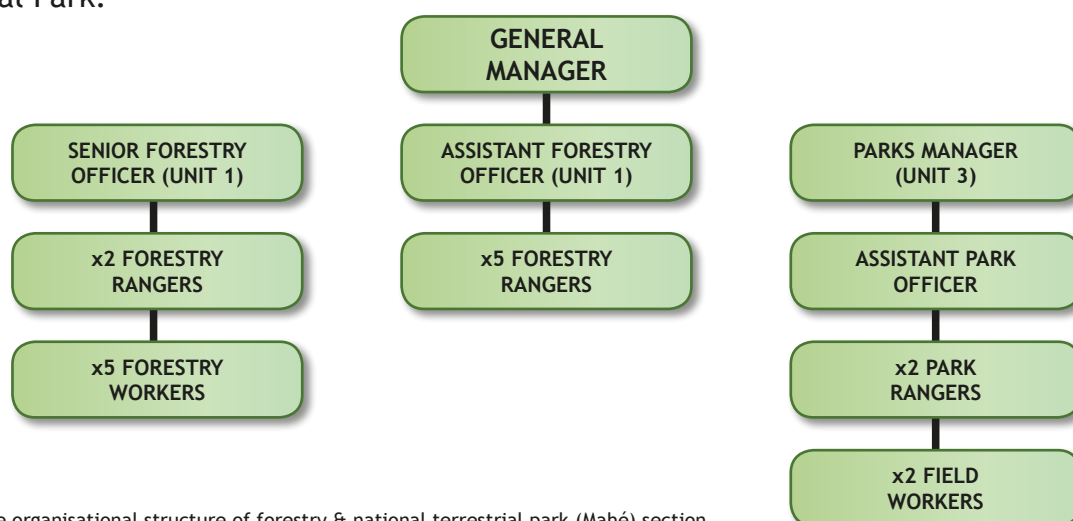 al Park.
GENERAL
MANAGER
SENIOR FORESTRY
OFFICER (UNIT 1)
ASSISTANT FORESTRY
OFFICER (UNIT 1)
PARKS MANAGER
(UNIT 3)
x2 FORESTRY
RANGERS
x5 FORESTRY
RANGERS
ASSISTANT PARK
OFFICER
x5 FORESTRY
WORKERS
x2 PARK
RANGERS
x2 FIELD
WORKERS
e organisational structure of forestry & national terrestrial park (Mahé) section